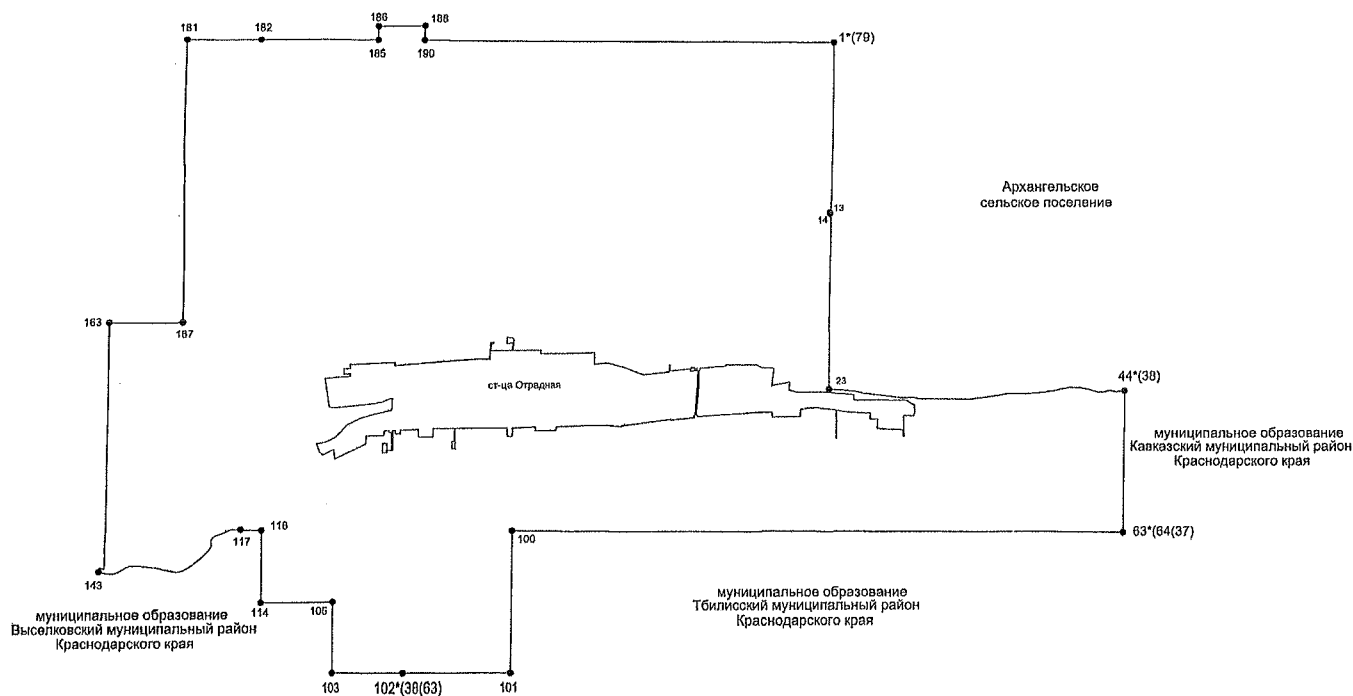 186
188
181
182
185
190
1*(79)
Архангельское
сельское поселение
13
14
163
187
23
44*(38)
ст-ца Отрадная
муниципальное образование
Кавказский муниципальный район
Краснодарского края
118
117
100
63*(64(37)
143
муниципальное образование
Тбилисский муниципальный район
Краснодарского края
114
105
муниципальное образование
Выселковский муниципальный район
Краснодарского края
103
102*(38(63)
101